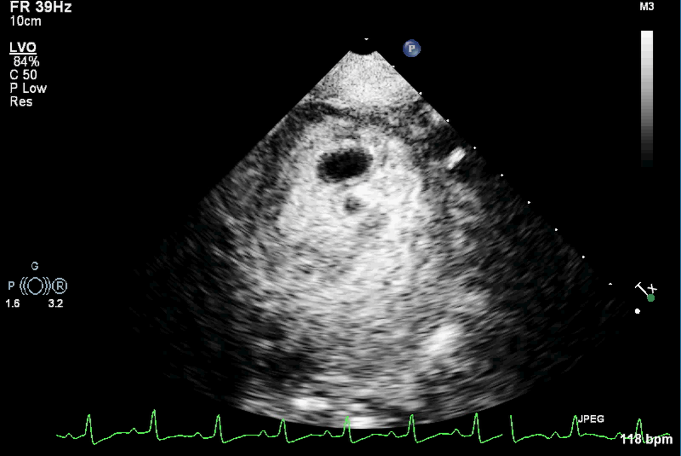 FR 39Hz
10cm
M3
LVO
84%
C 50
P Low
Res
P
G
P R
1.6 3.2
JPEG
118 bpm